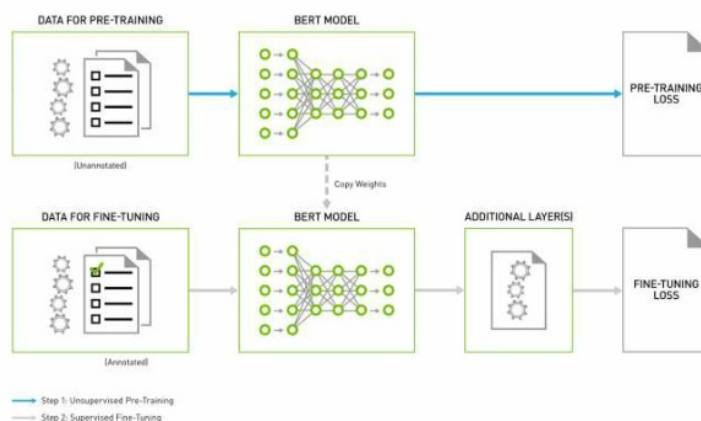 DATA FOR PRE-TRAINING
BERT MODEL
PRE-TRAINING
LOSS
(Unannotated)
Copy Weights
DATA FOR FINE-TUNING
BERT MODEL
ADDITIONAL LAYER(S)
FINE-TUNING
LOSS
(Annotated)
Step 1: Unsupervised Pre-Training
Step 2: Supervised Fine-Tuning